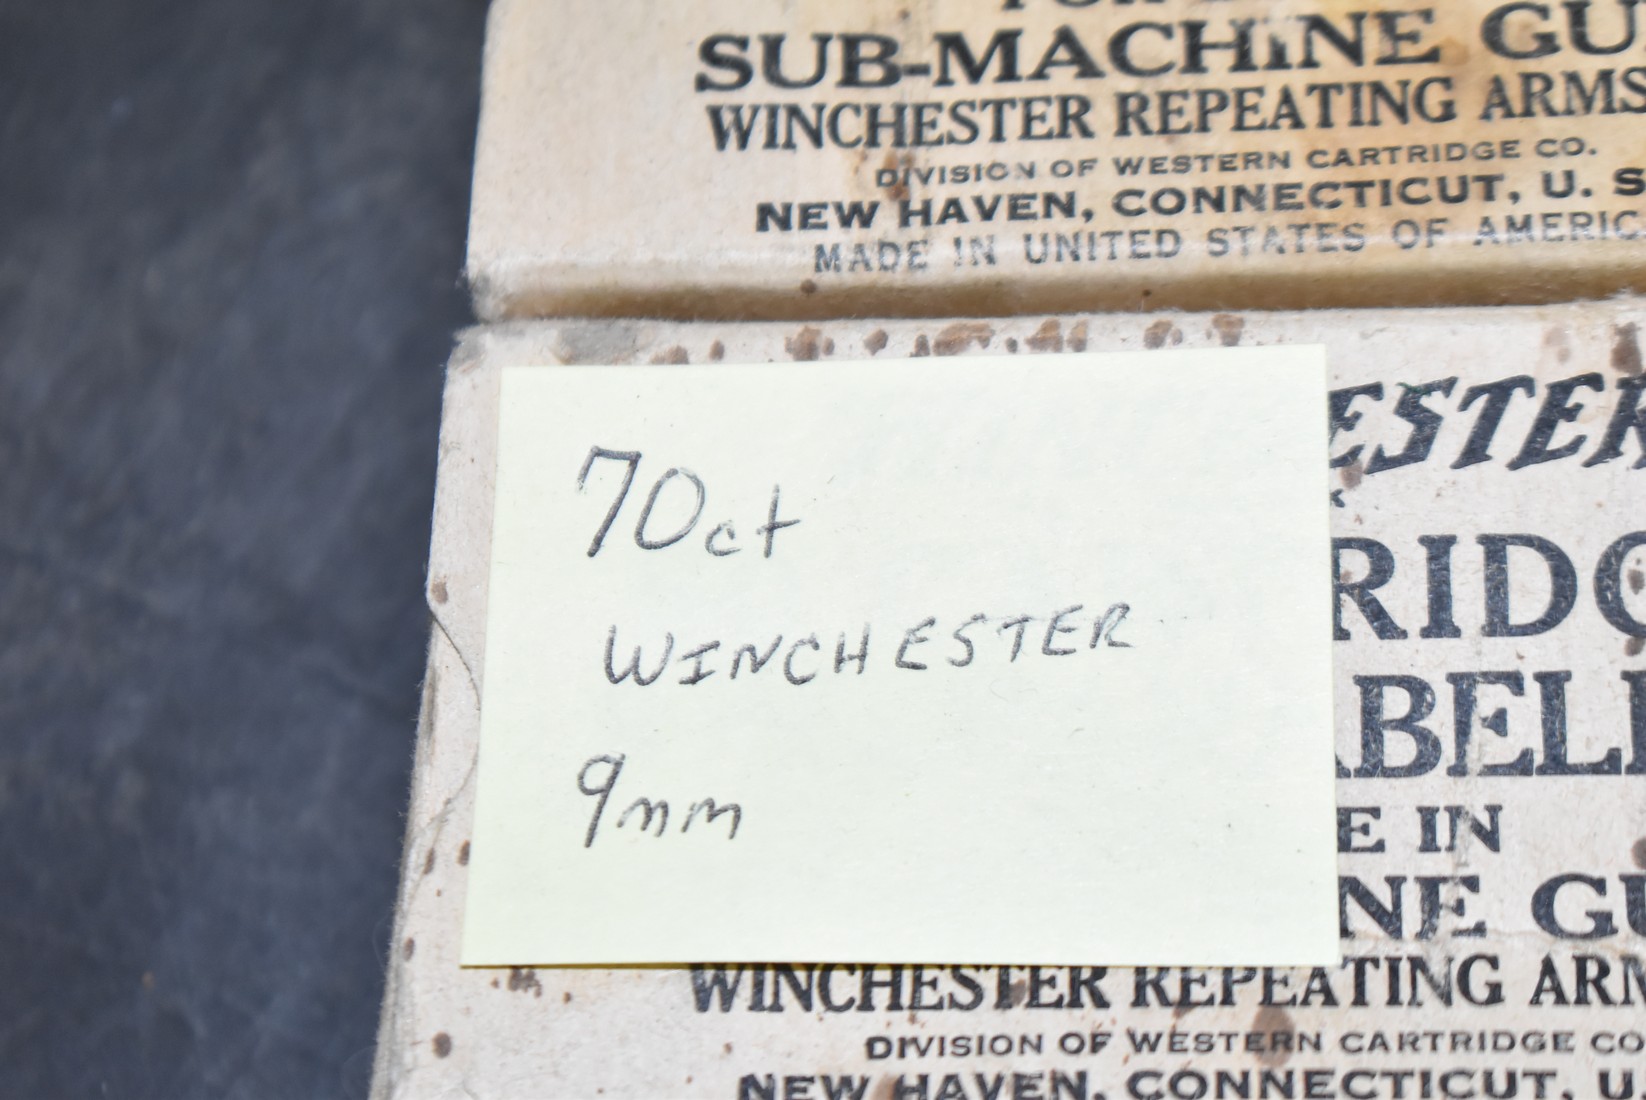 SUB-MACHINE GU
WINCHESTER REPEATING ARMS
DIVISION OF WESTERN CARTRIDGE CO.
NEW HAVEN, CONNECTICUT, U. S
MADE IN UNITED STATES OF AMERIC
ESTER
70ct
RIDG
WINCHESTER
ABEL
9mm
E IN
NE GU
WINCHESTER REPEATING ARM
DIVISION OF WESTERN CARTRIDGE CO
NEW HAVEN, CONNECTICUT, U.